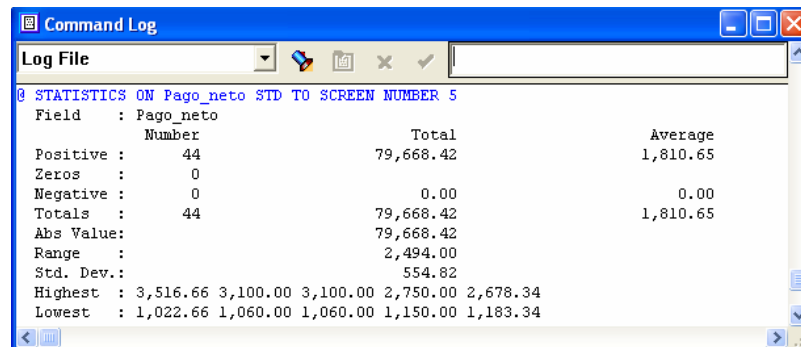 Command Log
Log File
@ STATISTICS ON Pago_neto STD TO SCREEN NUMBER 5
Field : Pago_neto
Number Total Average
Positive : 44 79,668.42 1,810.65
Zeros : 0
Negative : 0 0.00 0.00
Totals : 44 79,668.42 1,810.65
Abs Value: 79,668.42
Range : 2,494.00
Std. Dev.: 554.82
Highest : 3,516.66 3,100.00 3,100.00 2,750.00 2,678.34
Lowest : 1,022.66 1,060.00 1,060.00 1,150.00 1,183.34